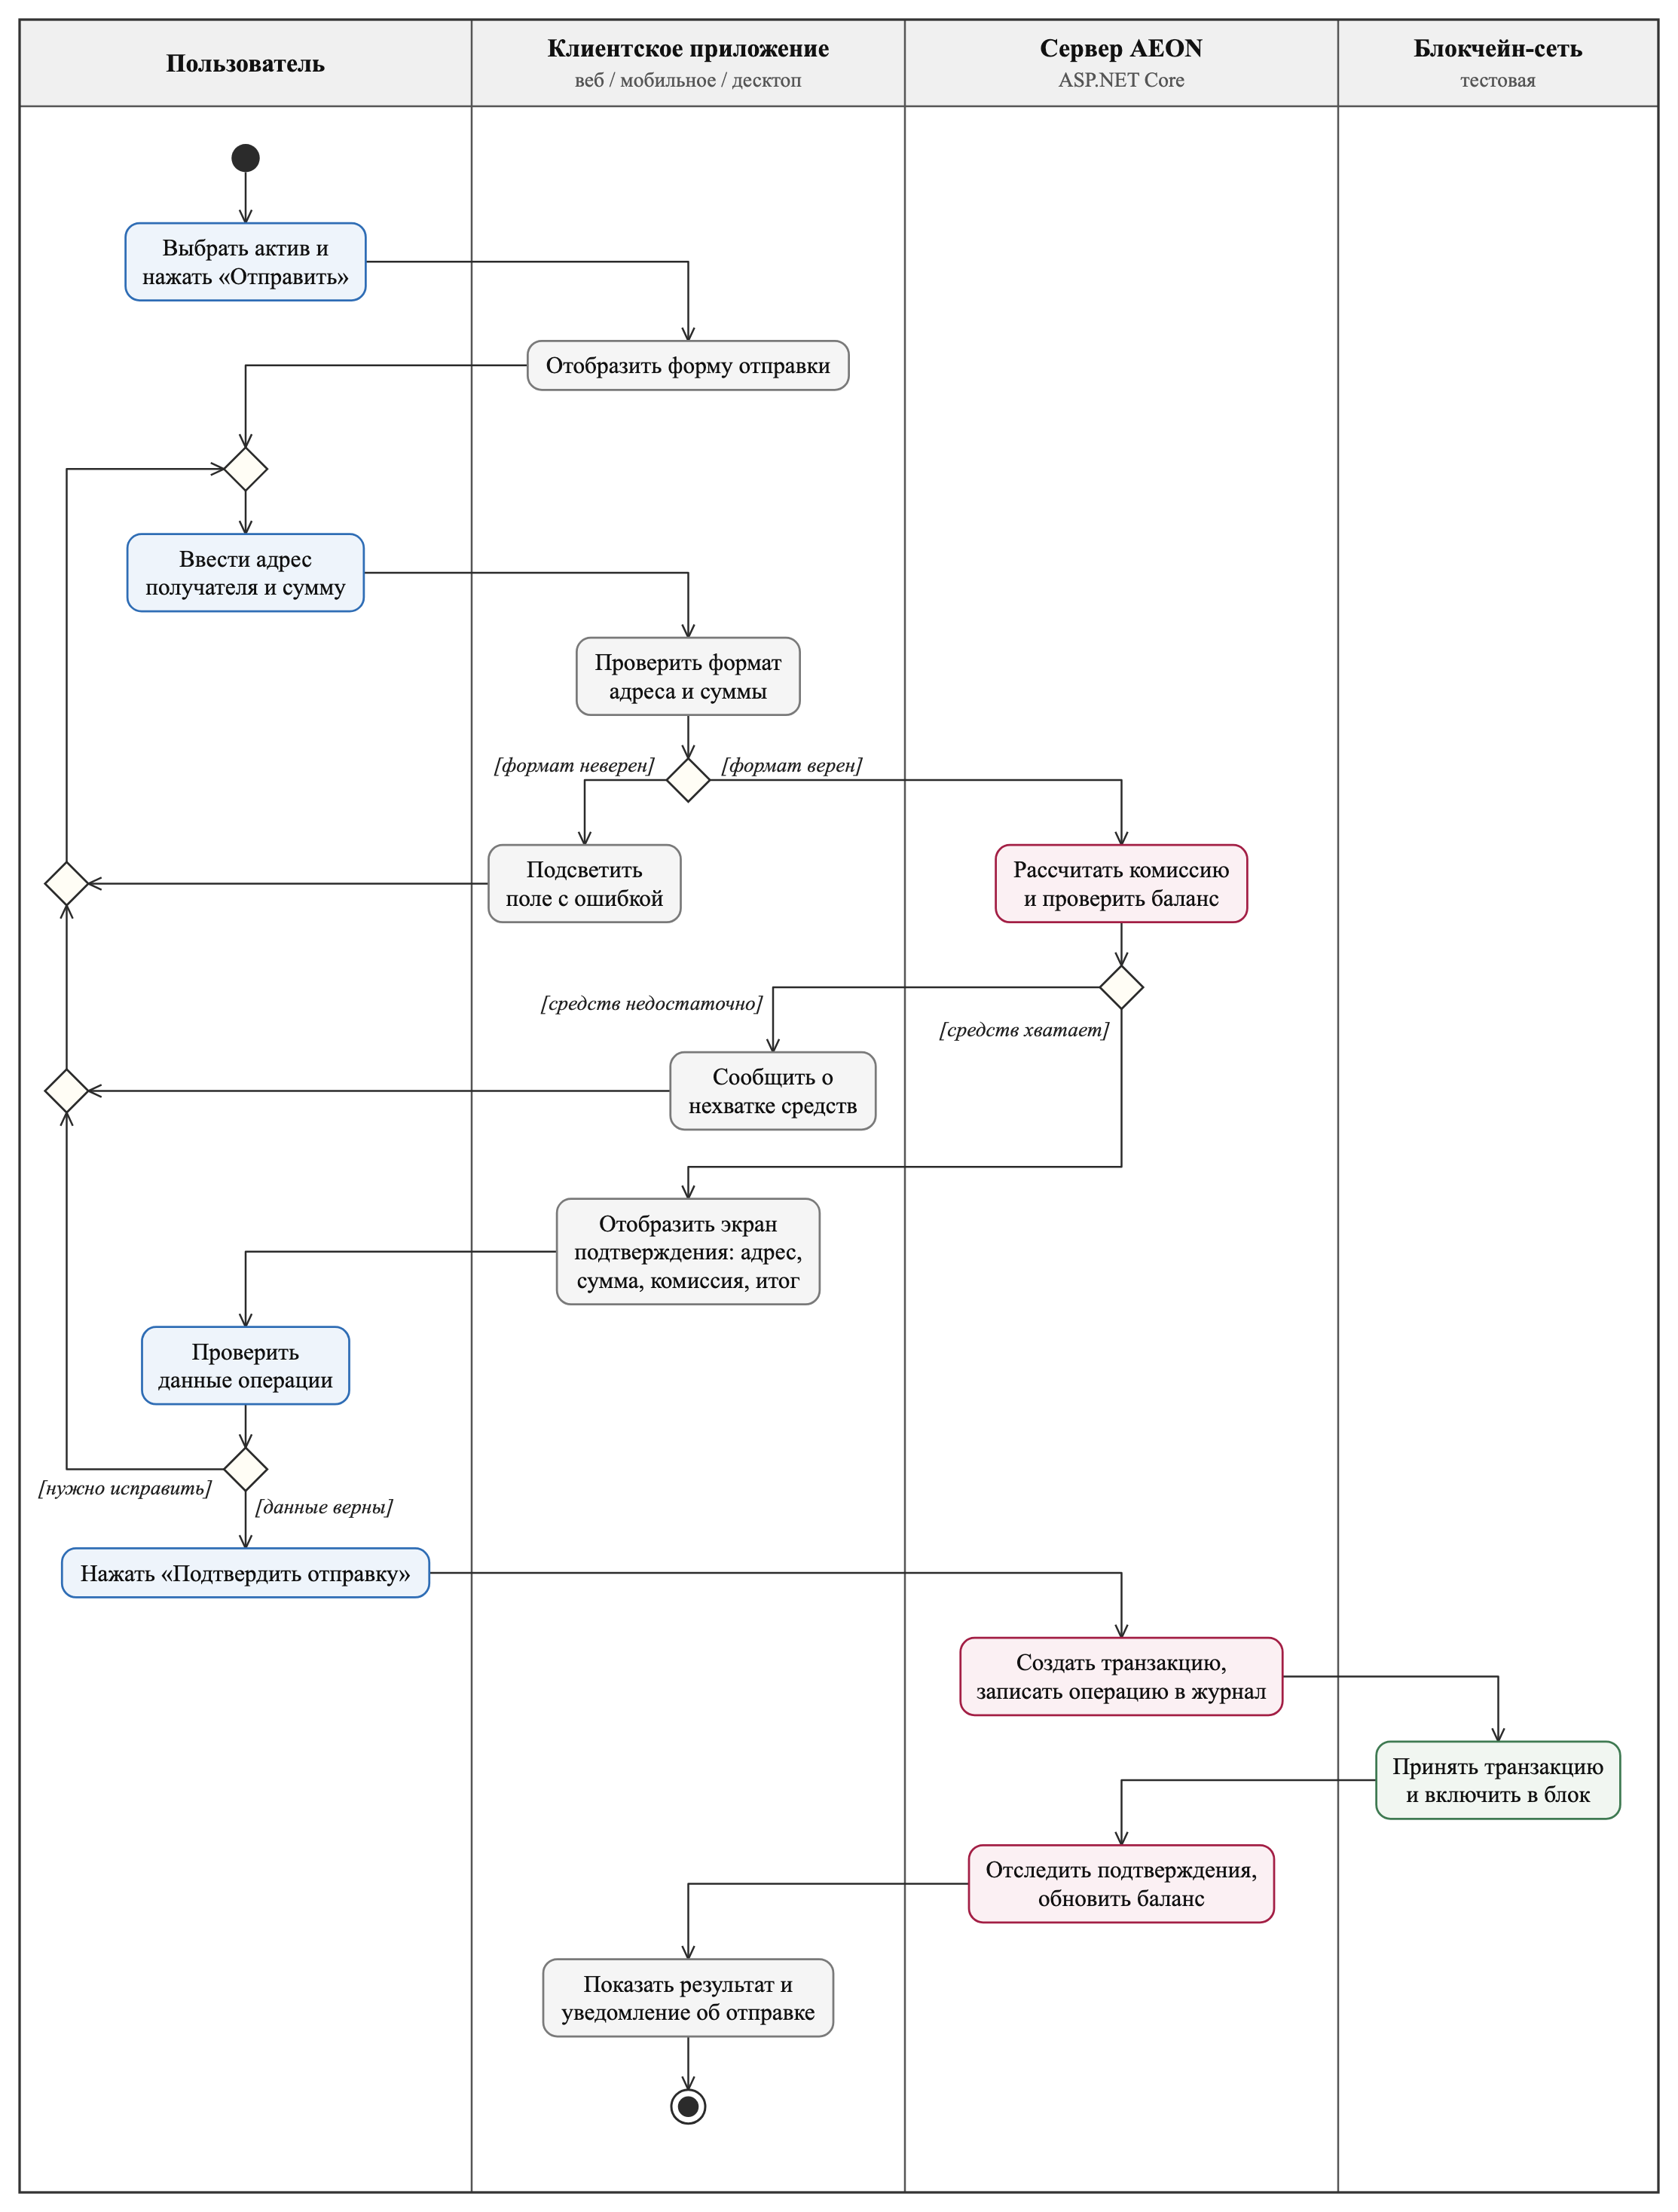 Пользователь
Клиентское приложение
веб / мобильное / десктоп
Сервер AEON
ASP.NET Core
Блокчейн-сеть
тестовая
Выбрать актив и
нажать «Отправить»
Отобразить форму отправки
Ввести адрес
получателя и сумму
Проверить формат
адреса и суммы
[формат неверен]
[формат верен]
Подсветить
поле с ошибкой
Рассчитать комиссию
и проверить баланс
[средств недостаточно]
[средств хватает]
Сообщить о
нехватке средств
Отобразить экран
подтверждения: адрес,
сумма, комиссия, итог
Проверить
данные операции
[нужно исправить]
[данные верны]
Нажать «Подтвердить отправку»
Создать транзакцию,
записать операцию в журнал
Принять транзакцию
и включить в блок
Отследить подтверждения,
обновить баланс
Показать результат и
уведомление об отправке